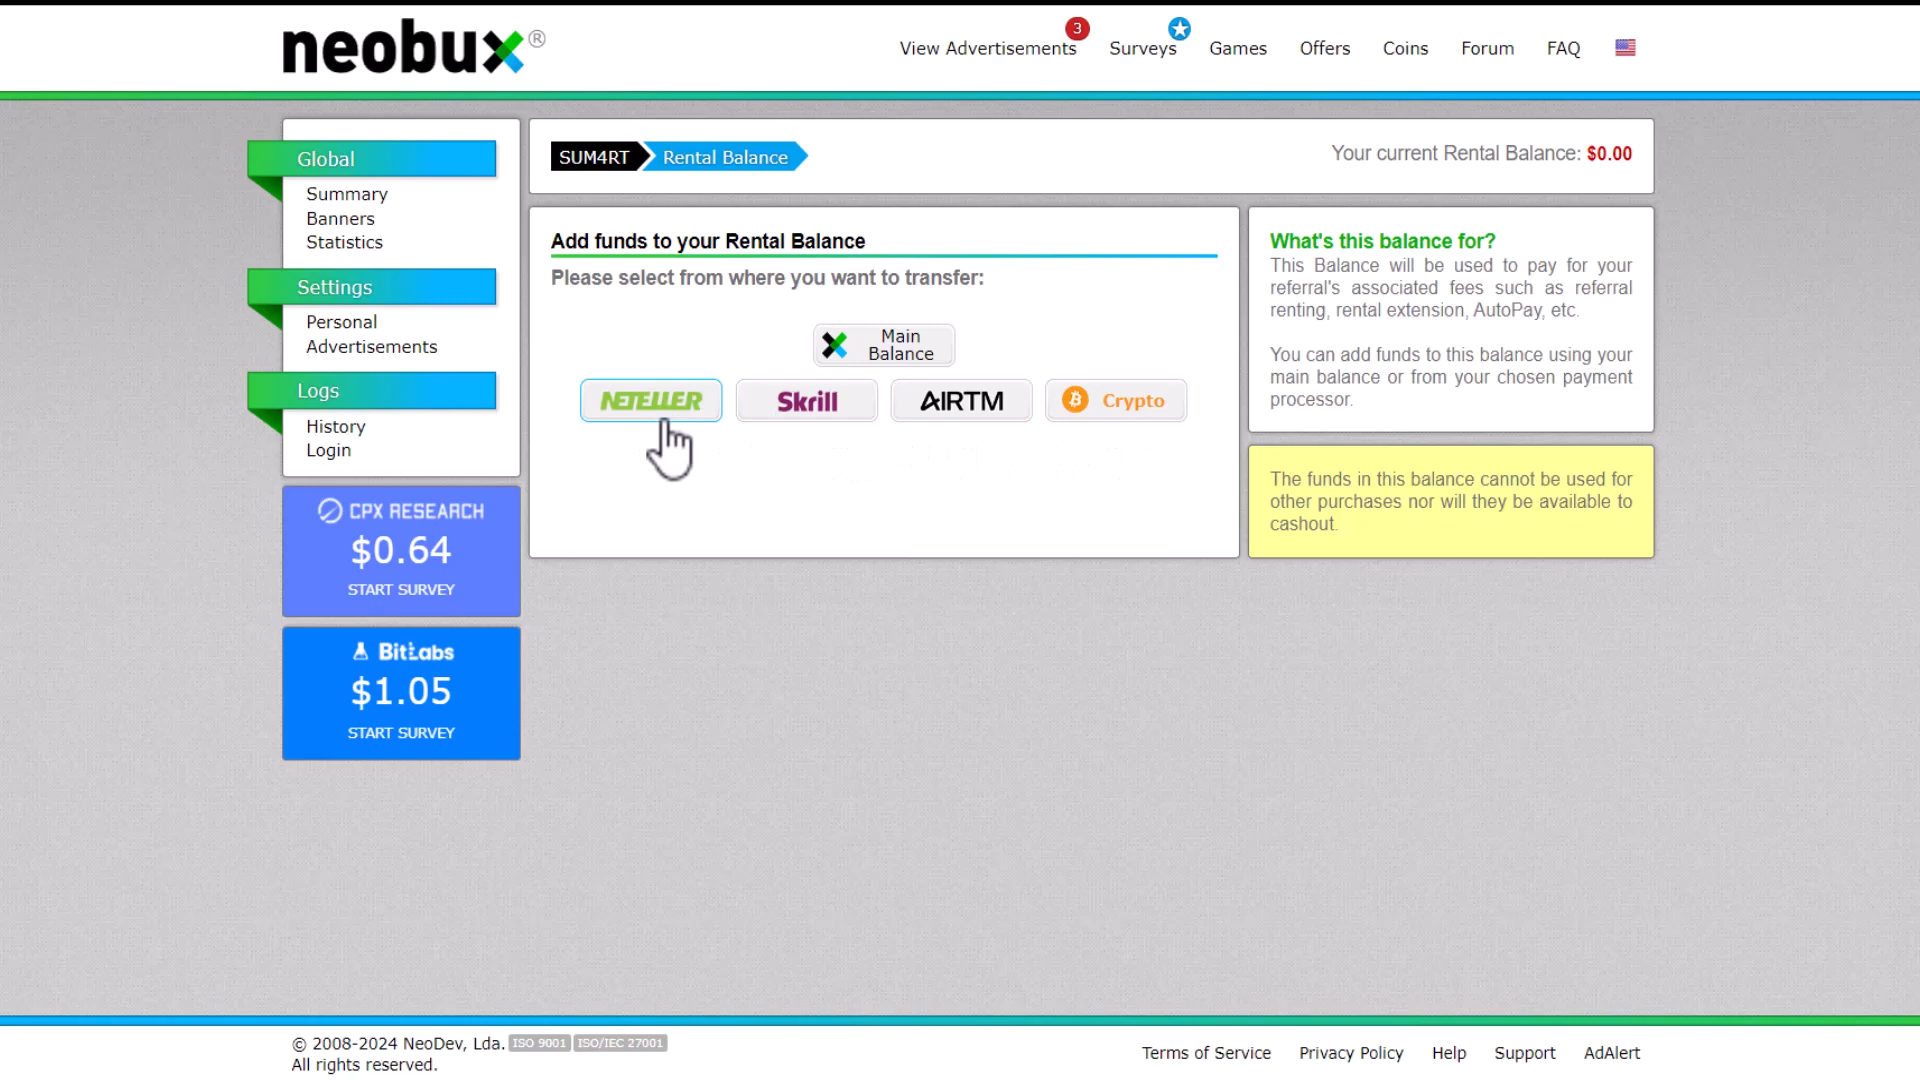 neobux®
View Advertisements 3 Surveys Games Offers Coins Forum FAQ
Global
Summary
Banners
Statistics
Settings
Personal
Advertisements
Logs
History
Login
CPX RESEARCH
$0.64
START SURVEY
BitLabs
$1.05
START SURVEY
SUM4RT Rental Balance
Your current Rental Balance: $0.00
Add funds to your Rental Balance
Please select from where you want to transfer:
Main
Balance
NETELLER Skrill AIRTM Crypto
What's this balance for?
This Balance will be used to pay for your
referral's associated fees such as referral
renting, rental extension, AutoPay, etc.
You can add funds to this balance using your
main balance or from your chosen payment
processor.
The funds in this balance cannot be used for
other purchases nor will they be available to
cashout.
© 2008-2024 NeoDev, Lda. ISO 9001 ISO/IEC 27001
All rights reserved.
Terms of Service Privacy Policy Help Support AdAlert